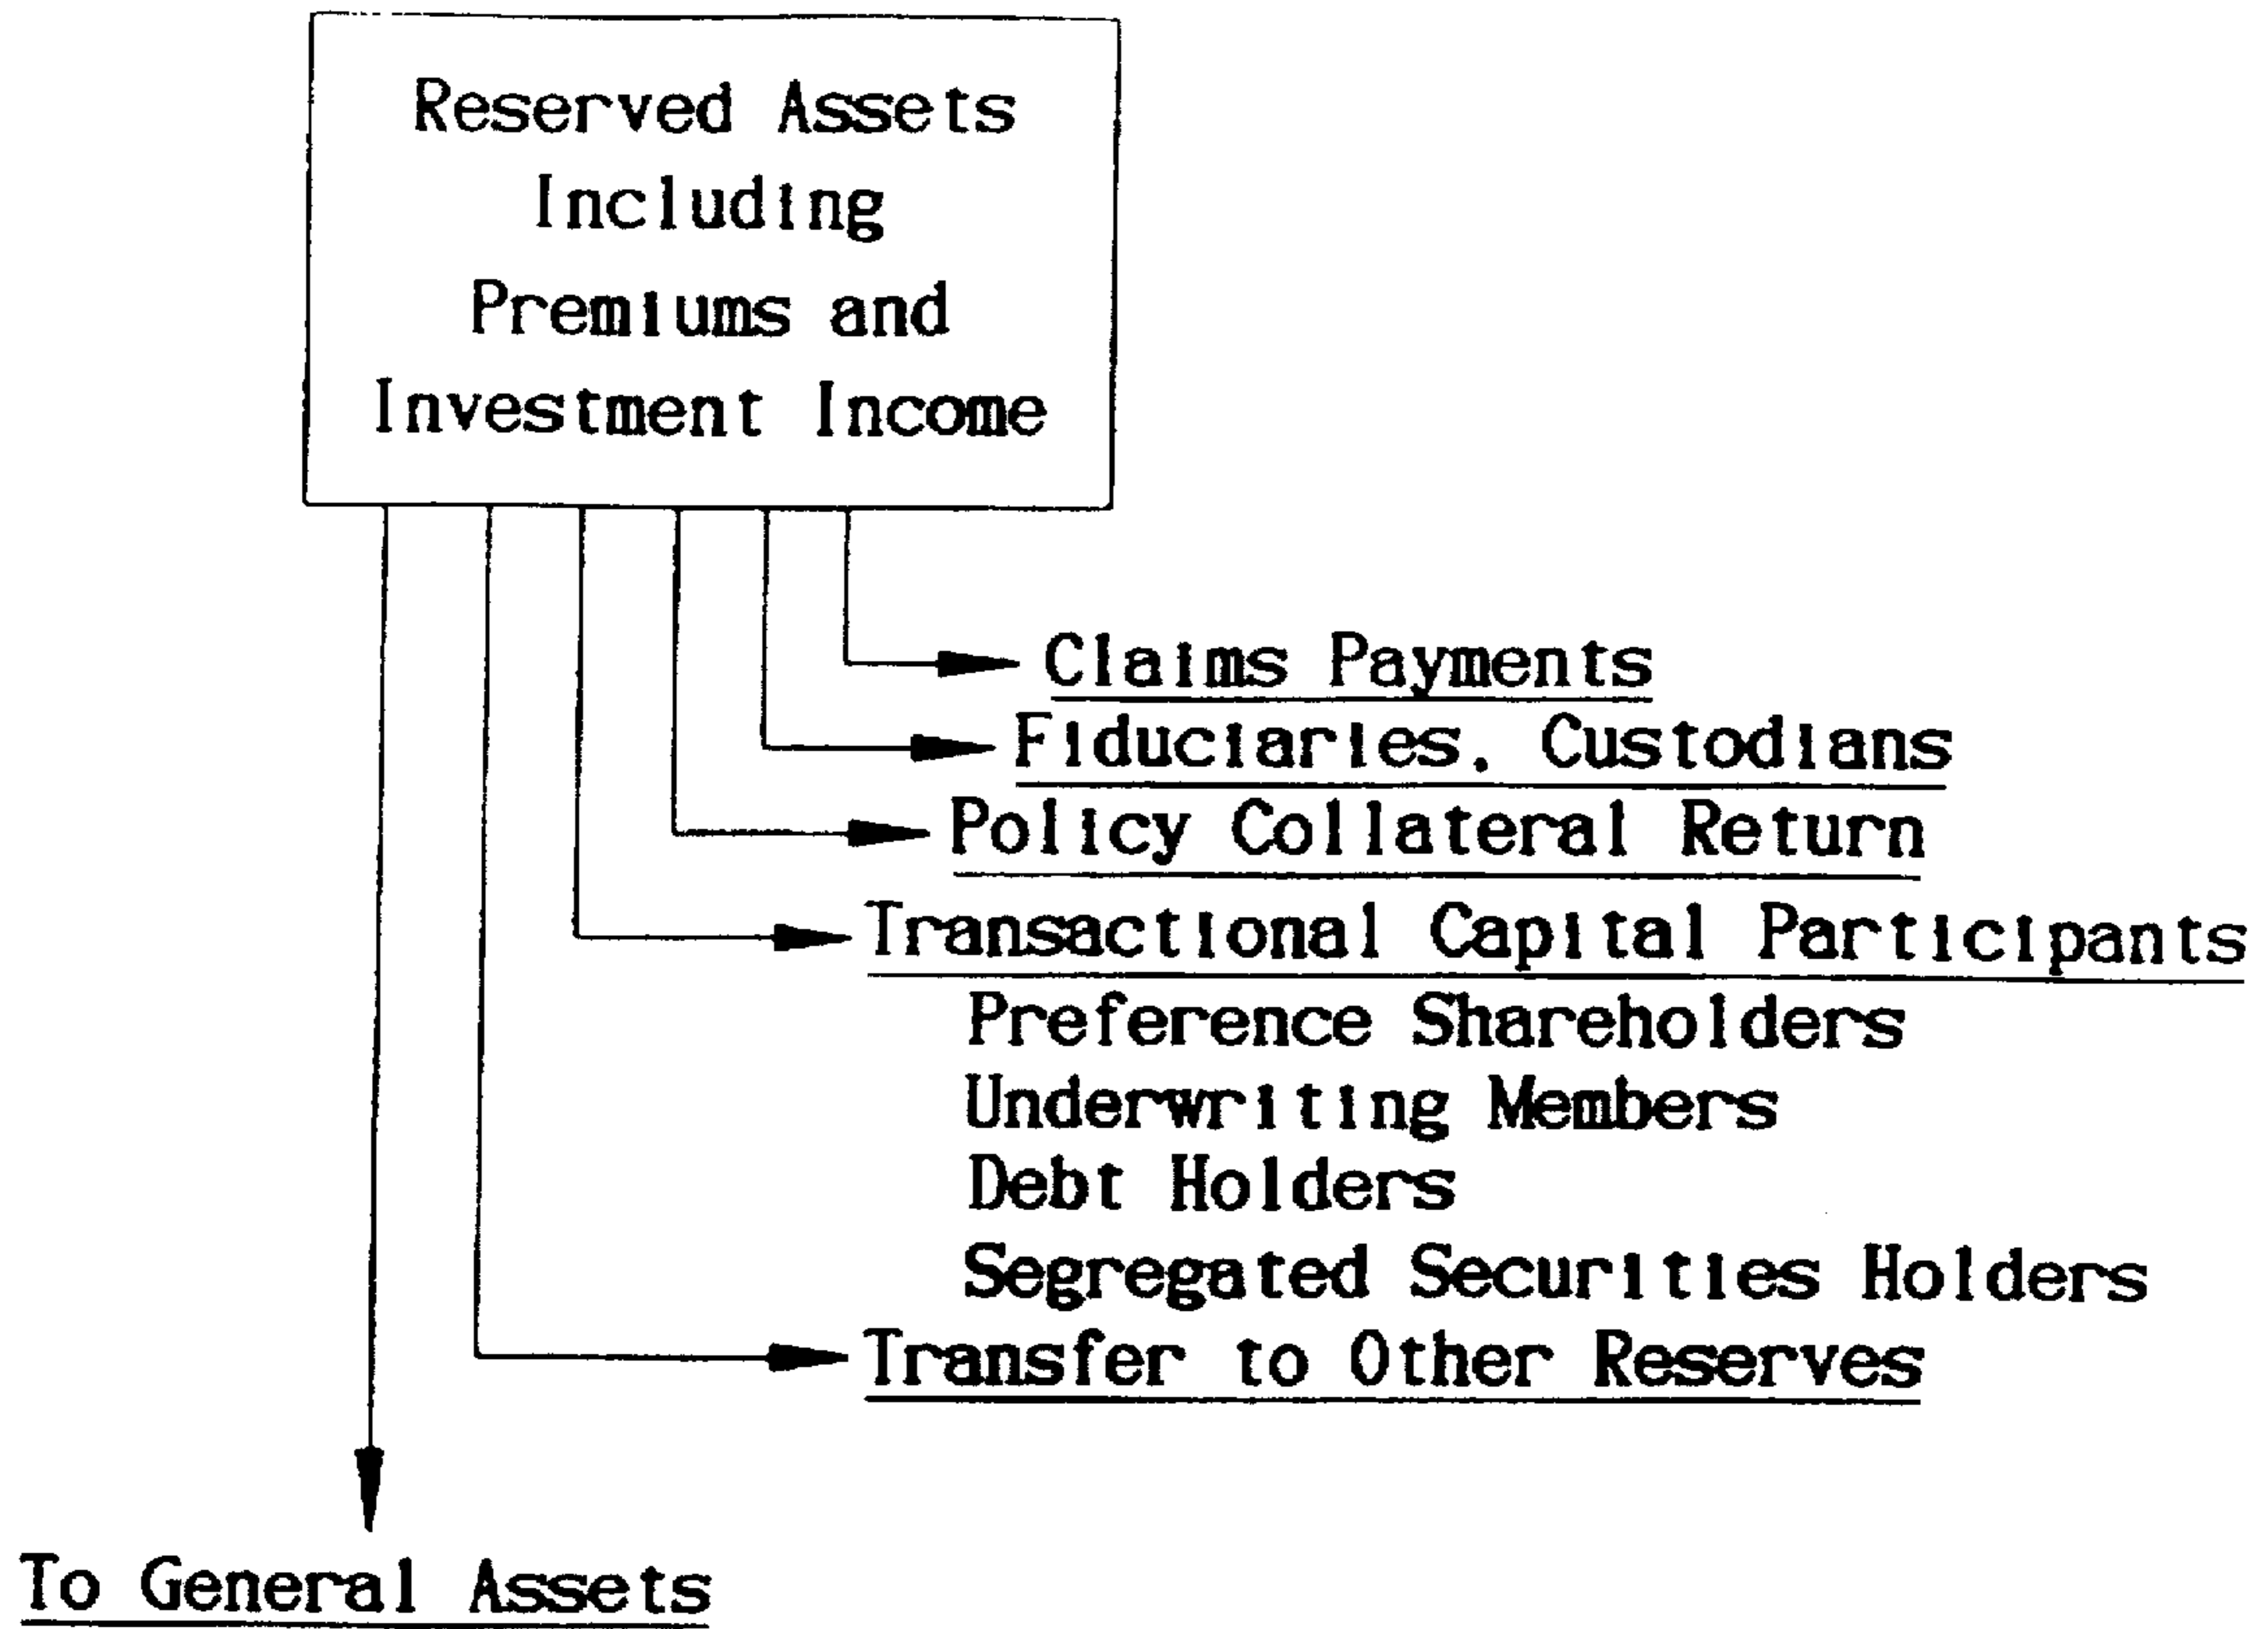 Reserved Assets
Including
Premiums and
Investment Income
Claims Payments
Fiduciaries, Custodians
Policy Collateral Return
Transactional Capital Participants
Preference Shareholders
Underwriting Members
Debt Holders
Segregated Securities Holders
Transfer to Other Reserves
To General Assets